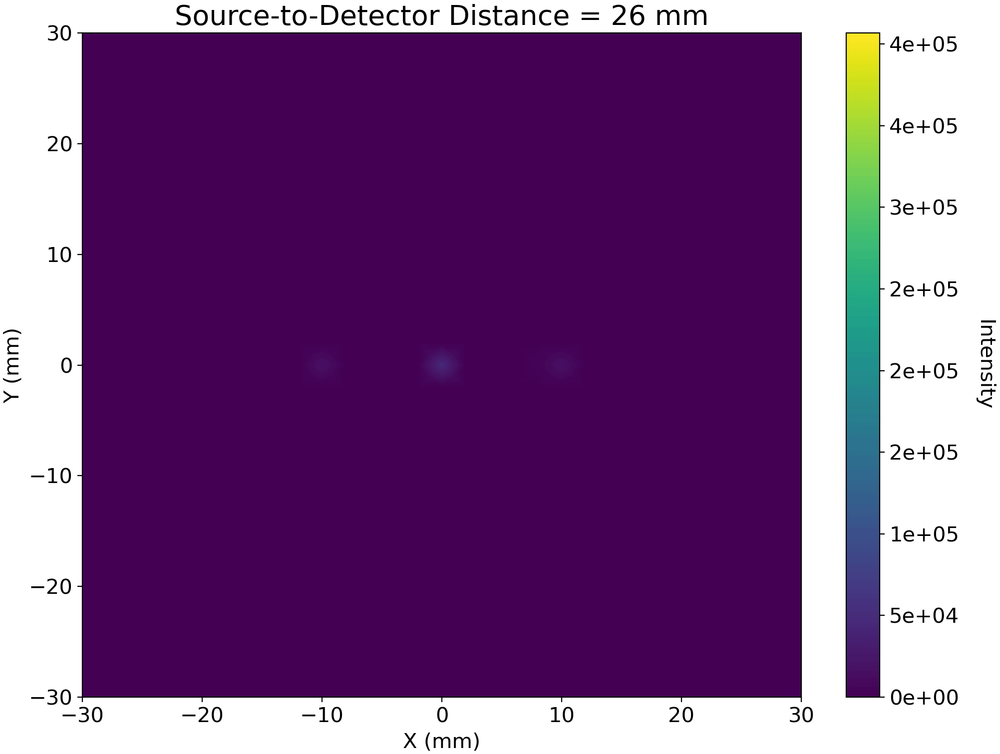 Source-to-Detector Distance = 26 mm
30
20
10
0
−10
−20
−30
Y (mm)
−30
−20
−10
0
10
20
30
X (mm)
4e+05
4e+05
3e+05
2e+05
2e+05
2e+05
1e+05
5e+04
0e+00
Intensity